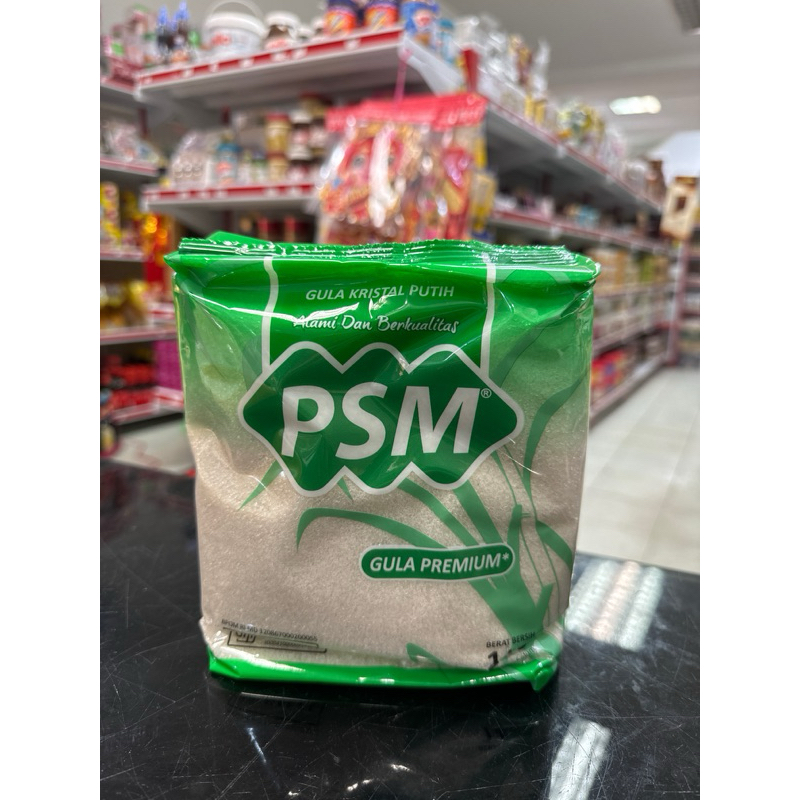 GULA KRISTAL PUTIH
Alami Dan Berkualitas
PSM®
GULA PREMIUM*
BERAT BERSIH